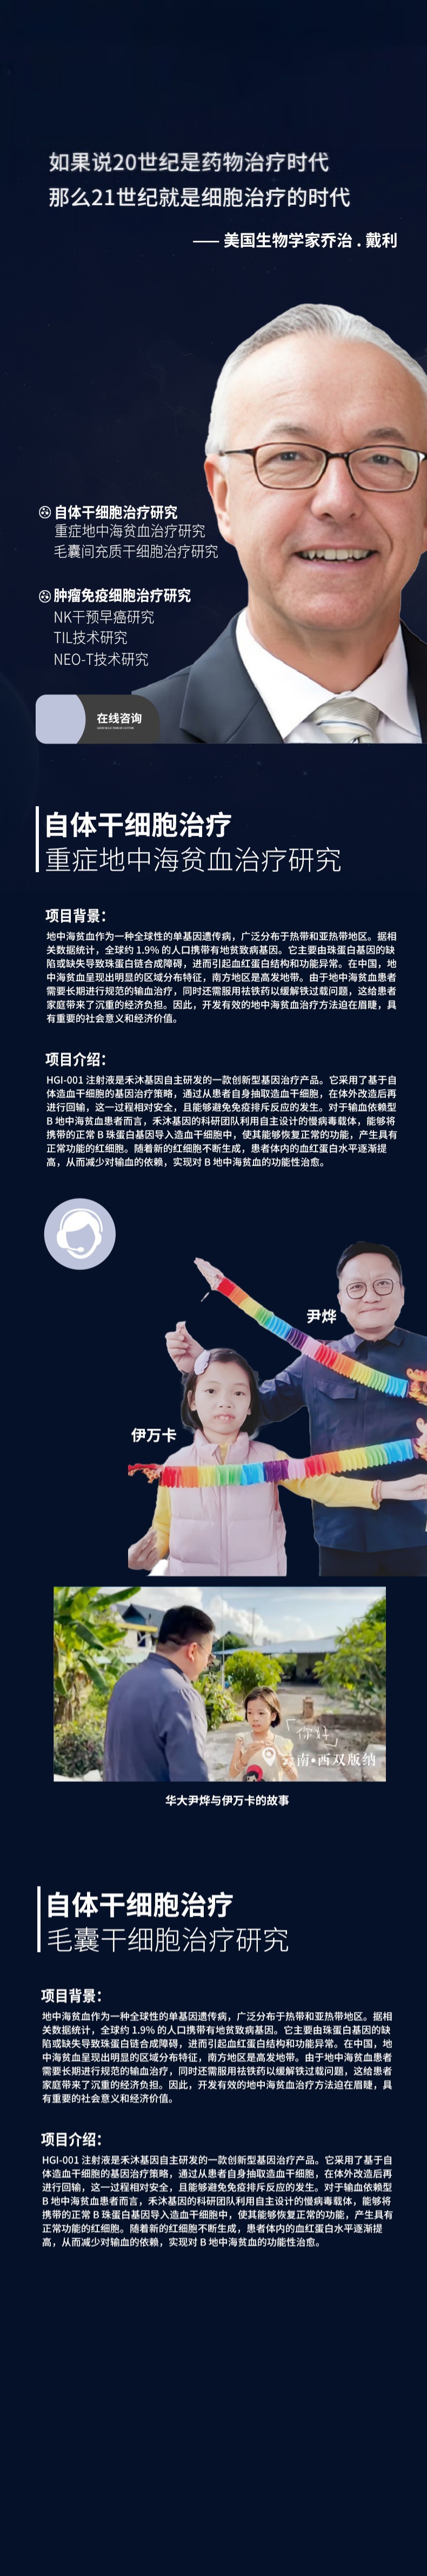 如果说20世纪是药物治疗时代
那么21世纪就是细胞治疗的时代
—— 美国生物学家乔治 . 戴利
自体干细胞治疗研究
重症地中海贫血治疗研究
毛囊间充质干细胞治疗研究
肿瘤免疫细胞治疗研究
NK干预早癌研究
TIL技术研究
NEO-T技术研究
在线咨询
自体干细胞治疗
重症地中海贫血治疗研究
项目背景：
地中海贫血作为一种全球性的单基因遗传病，广泛分布于热带和亚热带地区。据相
关数据统计，全球约 1.9% 的人口携带有地贫致病基因。它主要由珠蛋白基因的缺
陷或缺失导致珠蛋白链合成障碍，进而引起血红蛋白结构和功能异常。在中国，地
中海贫血呈现出明显的区域分布特征，南方地区是高发地带。由于地中海贫血患者
需要长期进行规范的输血治疗，同时还需服用祛铁药以缓解铁过载问题，这给患者
家庭带来了沉重的经济负担。因此，开发有效的地中海贫血治疗方法迫在眉睫，具
有重要的社会意义和经济价值。
项目介绍：
HGI-001 注射液是禾沐基因自主研发的一款创新型基因治疗产品。它采用了基于自
体造血干细胞的基因治疗策略，通过从患者自身抽取造血干细胞，在体外改造后再
进行回输，这一过程相对安全，且能够避免免疫排斥反应的发生。对于输血依赖型
Β 地中海贫血患者而言，禾沐基因的科研团队利用自主设计的慢病毒载体，能够将
携带的正常 Β 珠蛋白基因导入造血干细胞中，使其能够恢复正常的功能，产生具有
正常功能的红细胞。随着新的红细胞不断生成，患者体内的血红蛋白水平逐渐提
高，从而减少对输血的依赖，实现对 Β 地中海贫血的功能性治愈。
尹烨
伊万卡
你好
云南•西双版纳
华大尹烨与伊万卡的故事
自体干细胞治疗
毛囊干细胞治疗研究
项目背景：
地中海贫血作为一种全球性的单基因遗传病，广泛分布于热带和亚热带地区。据相
关数据统计，全球约 1.9% 的人口携带有地贫致病基因。它主要由珠蛋白基因的缺
陷或缺失导致珠蛋白链合成障碍，进而引起血红蛋白结构和功能异常。在中国，地
中海贫血呈现出明显的区域分布特征，南方地区是高发地带。由于地中海贫血患者
需要长期进行规范的输血治疗，同时还需服用祛铁药以缓解铁过载问题，这给患者
家庭带来了沉重的经济负担。因此，开发有效的地中海贫血治疗方法迫在眉睫，具
有重要的社会意义和经济价值。
项目介绍：
HGI-001 注射液是禾沐基因自主研发的一款创新型基因治疗产品。它采用了基于自
体造血干细胞的基因治疗策略，通过从患者自身抽取造血干细胞，在体外改造后再
进行回输，这一过程相对安全，且能够避免免疫排斥反应的发生。对于输血依赖型
Β 地中海贫血患者而言，禾沐基因的科研团队利用自主设计的慢病毒载体，能够将
携带的正常 Β 珠蛋白基因导入造血干细胞中，使其能够恢复正常的功能，产生具有
正常功能的红细胞。随着新的红细胞不断生成，患者体内的血红蛋白水平逐渐提
高，从而减少对输血的依赖，实现对 Β 地中海贫血的功能性治愈。